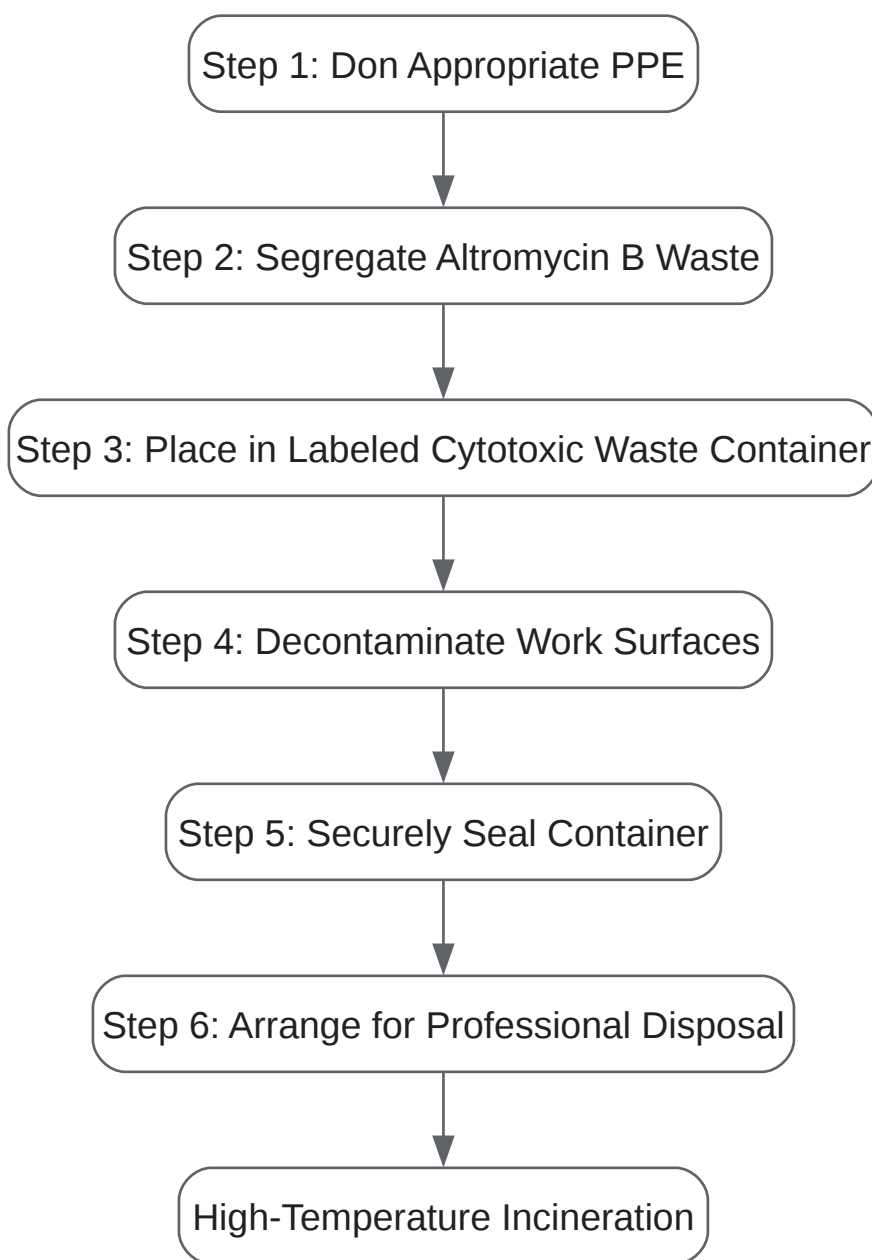 Step 1: Don Appropriate PPE
Step 2: Segregate Altromycin B Waste
Step 3: Place in Labeled Cytotoxic Waste Container
Step 4: Decontaminate Work Surfaces
Step 5: Securely Seal Container
Step 6: Arrange for Professional Disposal
High-Temperature Incineration